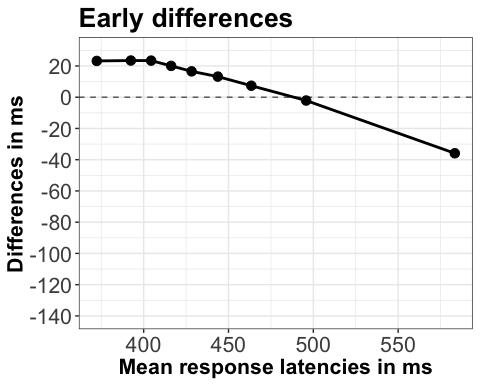 Early differences
20
0
-20
-40
-60
-80
-100
-120
-140
Differences in ms
400 450 500 550
Mean response latencies in ms